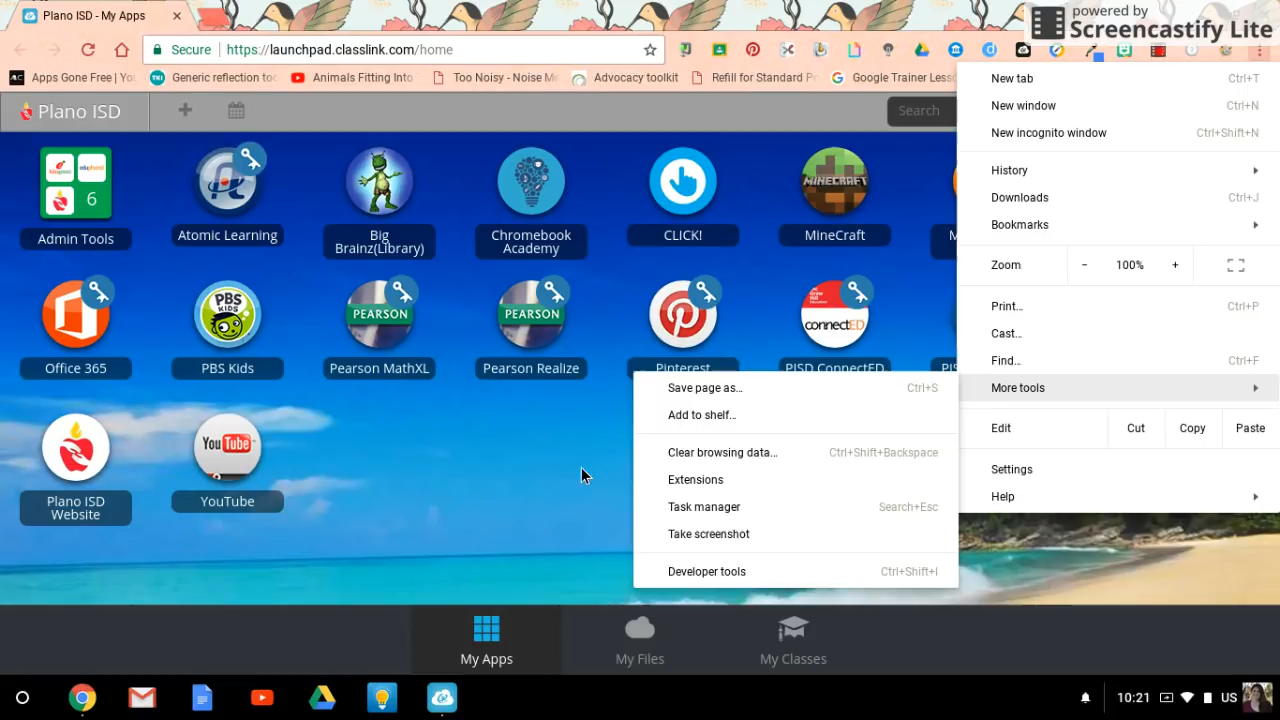 Plano ISD - My Apps
powered by
Screencastify Lite
Secure
https://launchpad.classlink.com/home
Apps Gone Free | Yo
Generic reflection to
Animals Fitting Into
Too Noisy - Noise Me
Advocacy toolkit
Refill for Standard P
Google Trainer Less
Plano ISD
Search
6
Admin Tools
Atomic Learning
Big
Brainz(Library)
Chromebook
Academy
CLICK!
MINECRAFT
MineCraft
Office 365
PBS
KIDS
PBS Kids
PEARSON
Pearson MathXL
PEARSON
Pearson Realize
Pinterest
connectED
PISD ConnectED
Plano ISD
Website
YouTube
YouTube
New tab Ctrl+T
New window Ctrl+N
New incognito window Ctrl+Shift+N
History
Downloads Ctrl+J
Bookmarks
Zoom - 100% +
Print... Ctrl+P
Cast...
Find... Ctrl+F
More tools
Edit Cut Copy Paste
Settings
Help
Save page as... Ctrl+S
Add to shelf...
Clear browsing data... Ctrl+Shift+Backspace
Extensions
Task manager Search+Esc
Take screenshot
Developer tools Ctrl+Shift+I
My Apps
My Files
My Classes
10:21
US